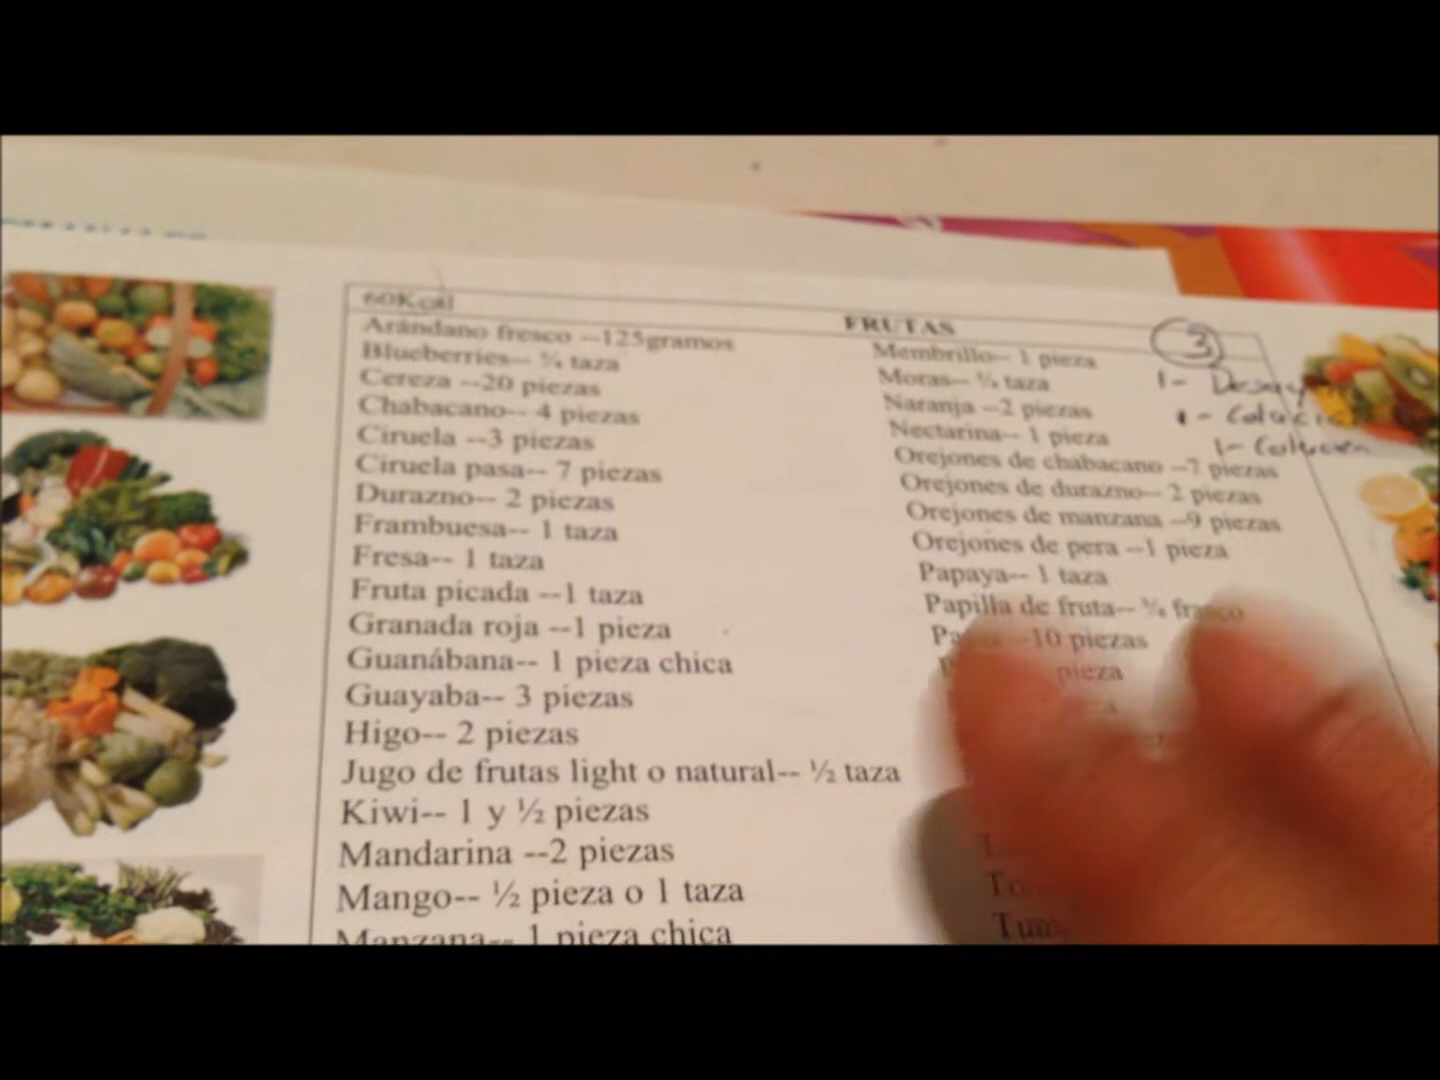 60Kcal
FRUTAS
Arándano fresco --125gramos
Blueberries-- ¾ taza
Cereza --20 piezas
Chabacano-- 4 piezas
Ciruela --3 piezas
Ciruela pasa-- 7 piezas
Durazno-- 2 piezas
Frambuesa-- 1 taza
Fresa-- 1 taza
Fruta picada --1 taza
Granada roja --1 pieza
Guanábana-- 1 pieza chica
Guayaba-- 3 piezas
Higo-- 2 piezas
Jugo de frutas light o natural-- ½ taza
Kiwi-- 1 y ½ piezas
Mandarina --2 piezas
Mango-- ½ pieza o 1 taza
Manzana-- 1 pieza chica
Membrillo-- 1 pieza
Moras-- ¾ taza
Naranja --2 piezas
Nectarina-- 1 pieza
Orejones de chabacano --7 piezas
Orejones de durazno-- 2 piezas
Orejones de manzana --9 piezas
Orejones de pera --1 pieza
Papaya-- 1 taza
Papilla de fruta-- ¾ frasco
--10 piezas
pieza
3
1- Desay
1- Colación
1- Colación